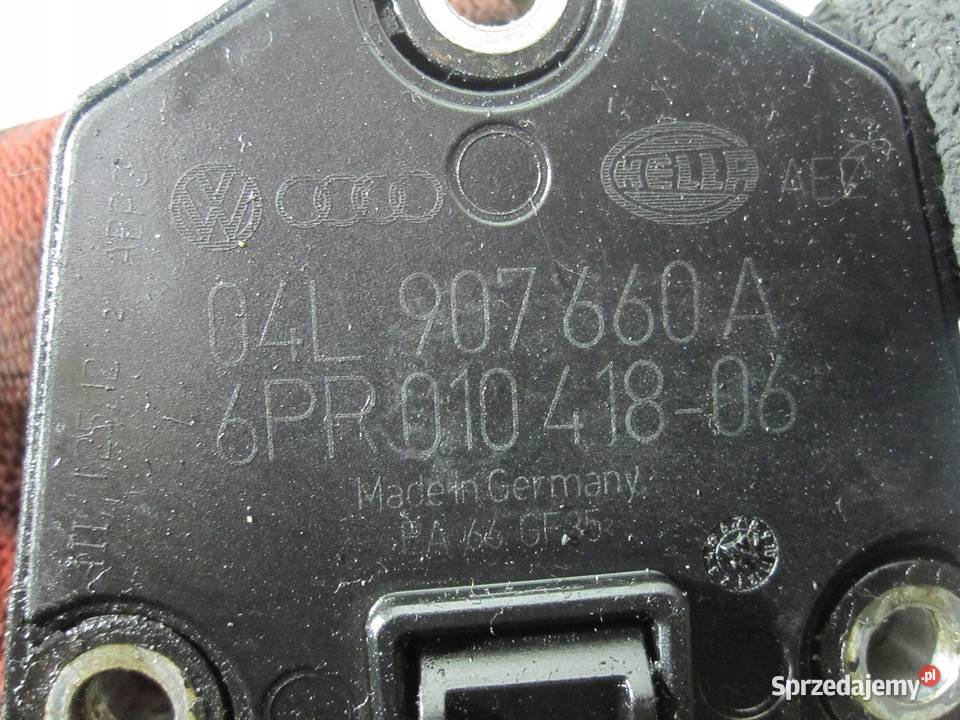 HELLA
04L 907 660 A
6PR 010 418-06
Made in Germany
PA 66 GF35
Sprzedajemy.pl